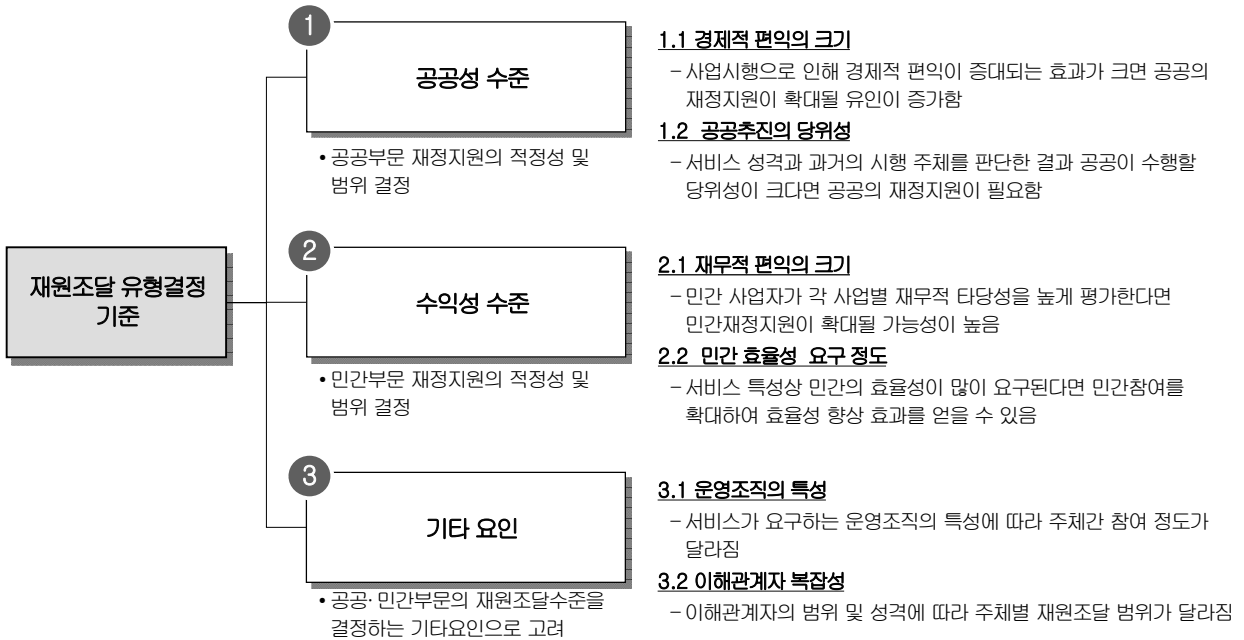 재원조달 유형결정
기준
1
공공성 수준
• 공공부문 재정지원의 적정성 및
범위 결정
1.1 경제적 편익의 크기
- 사업시행으로 인해 경제적 편익이 증대되는 효과가 크면 공공의
재정지원이 확대될 유인이 증가함
1.2 공공추진의 당위성
- 서비스 성격과 과거의 시행 주체를 판단한 결과 공공이 수행할
당위성이 크다면 공공의 재정지원이 필요함
2
수익성 수준
• 민간부문 재정지원의 적정성 및
범위 결정
2.1 재무적 편익의 크기
- 민간 사업자가 각 사업별 재무적 타당성을 높게 평가한다면
민간재정지원이 확대될 가능성이 높음
2.2 민간 효율성 요구 정도
- 서비스 특성상 민간의 효율성이 많이 요구된다면 민간참여를
확대하여 효율성 향상 효과를 얻을 수 있음
3
기타 요인
• 공공·민간부문의 재원조달수준을
결정하는 기타요인으로 고려
3.1 운영조직의 특성
- 서비스가 요구하는 운영조직의 특성에 따라 주체간 참여 정도가
달라짐
3.2 이해관계자 복잡성
- 이해관계자의 범위 및 성격에 따라 주체별 재원조달 범위가 달라짐